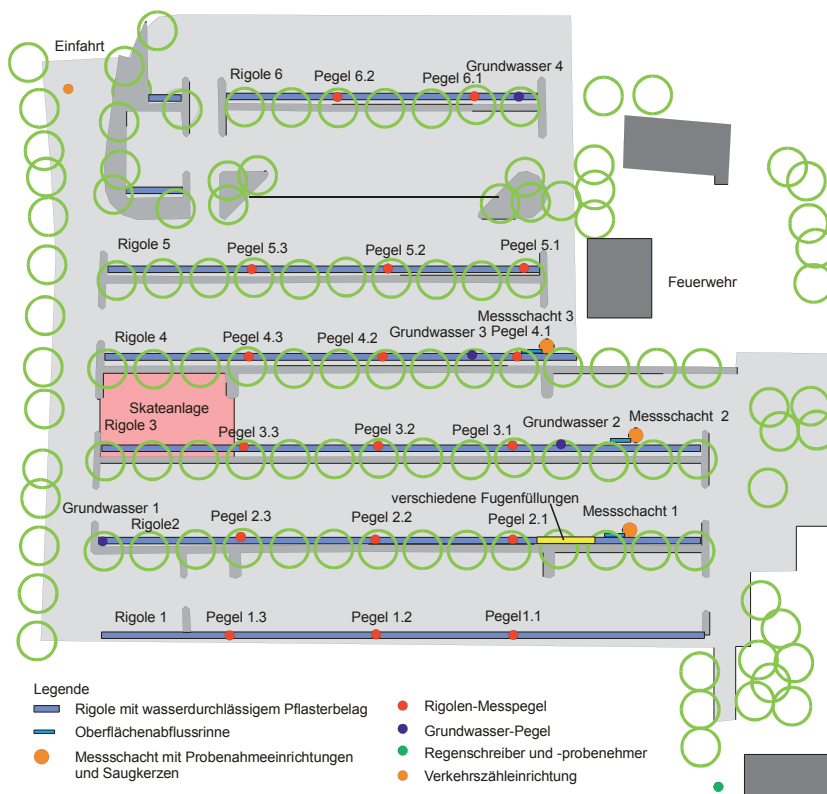 Einfahrt
Rigole 6
Pegel 6.2
Pegel 6.1
Grundwasser 4
Rigole 5
Pegel 5.3
Pegel 5.2
Pegel 5.1
Feuerwehr
Messschacht 3
Rigole 4
Pegel 4.3
Pegel 4.2
Grundwasser 3
Pegel 4.1
Skateanlage
Rigole 3
Pegel 3.3
Pegel 3.2
Pegel 3.1
Grundwasser 2
Messschacht 2
verschiedene Fugenfüllungen
Grundwasser 1
Rigole2
Pegel 2.3
Pegel 2.2
Pegel 2.1
Messschacht 1
Rigole 1
Pegel 1.3
Pegel 1.2
Pegel1.1
Legende
Rigole mit wasserdurchlässigem Pflasterbelag
Oberflächenabflussrinne
Messschacht mit Probenahmeeinrichtungen
und Saugkerzen
Rigolen-Messpegel
Grundwasser-Pegel
Regenschreiber und -probenehmer
Verkehrszähleinrichtung